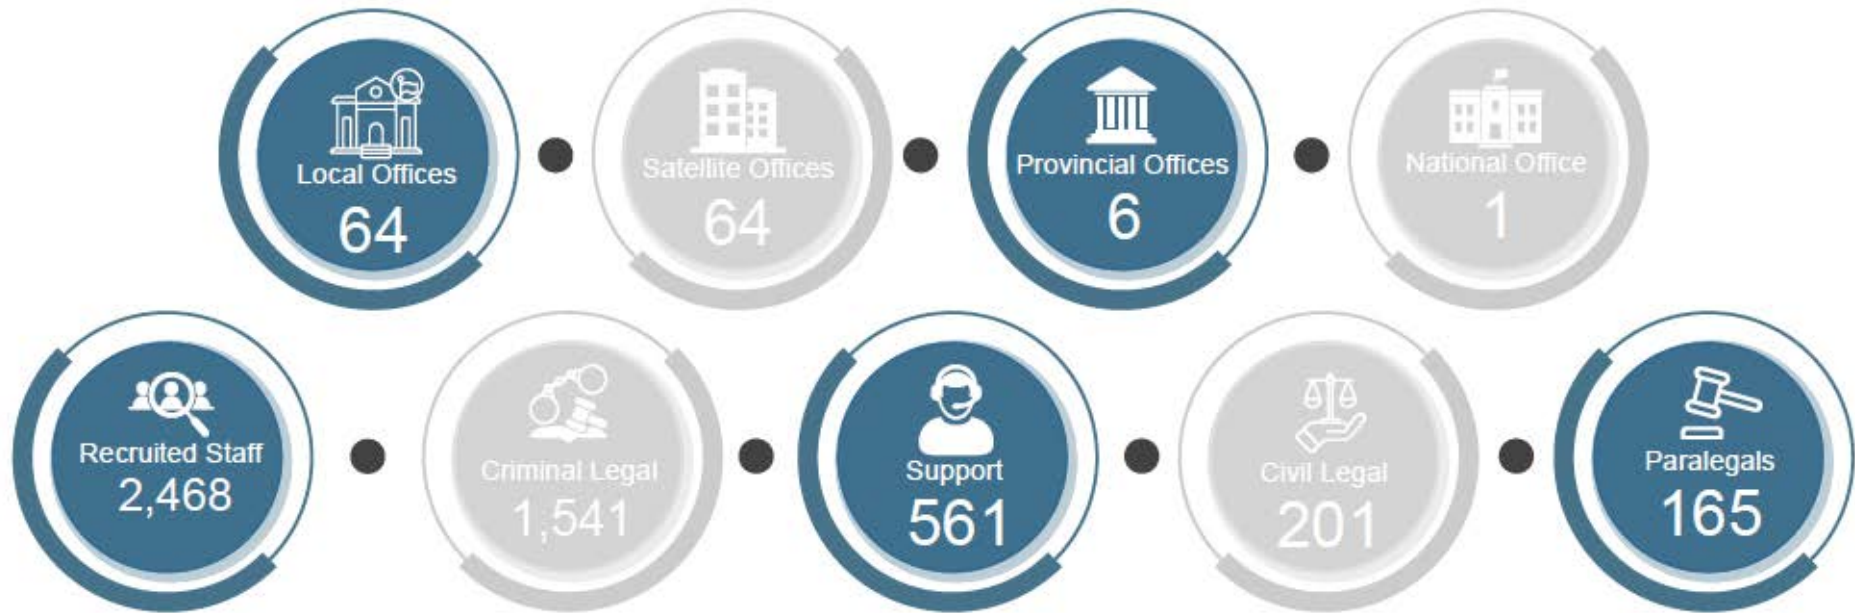 Local Offices
64
Satellite Offices
64
Provincial Offices
6
National Office
1
Recruited Staff
2,468
Criminal Legal
1,541
Support
561
Civil Legal
201
Paralegals
165